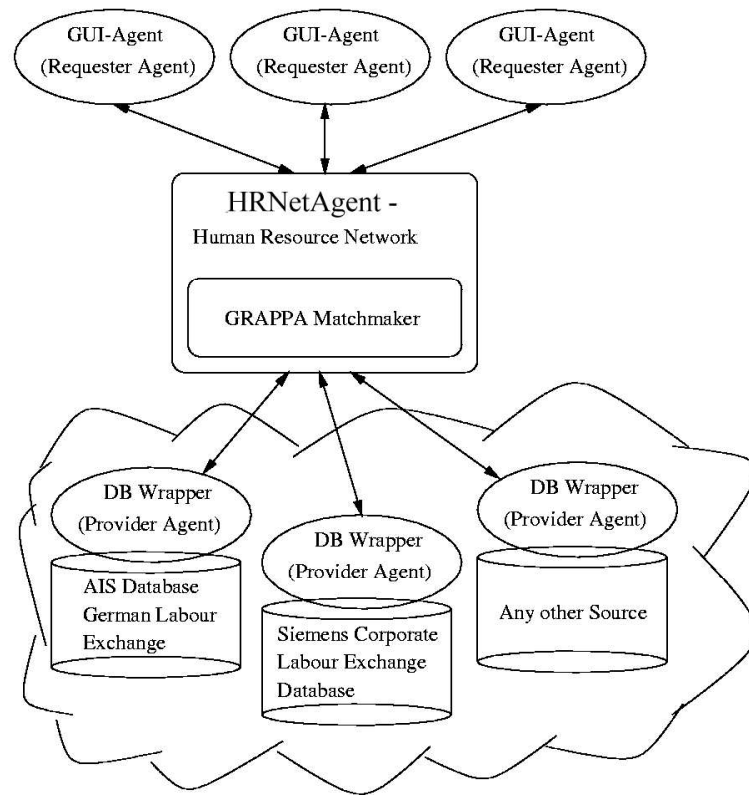 GUI-Agent
(Requester Agent)
GUI-Agent
(Requester Agent)
GUI-Agent
(Requester Agent)
HRNetAgent -
Human Resource Network
GRAPPA Matchmaker
DB Wrapper
(Provider Agent)
AIS Database
German Labour
Exchange
DB Wrapper
(Provider Agent)
Siemens Corporate
Labour Exchange
Database
DB Wrapper
(Provider Agent)
Any other Source